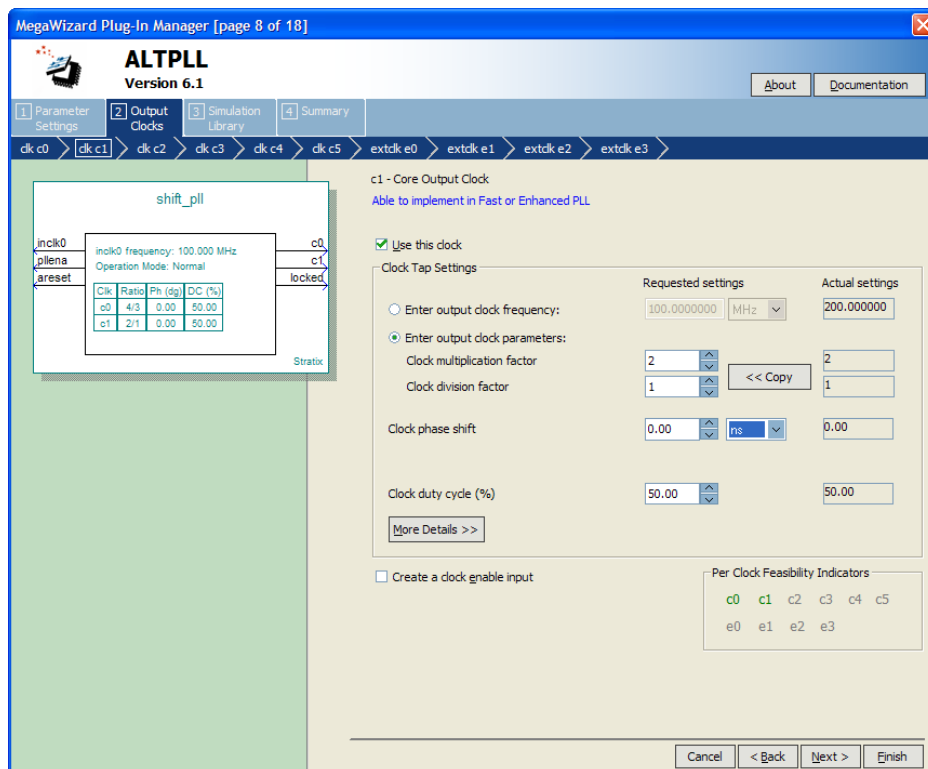 MegaWizard Plug-In Manager [page 8 of 18]
ALTPLL
Version 6.1
About
Documentation
1 Parameter Settings
2 Output Clocks
3 Simulation Library
4 Summary
clk c0
clk c1
clk c2
clk c3
clk c4
clk c5
extclk e0
extclk e1
extclk e2
extclk e3
shift_pll
inclk0
pllena
areset
inclk0 frequency: 100.000 MHz
Operation Mode: Normal
Clk Ratio Ph (dg) DC (%)
c0 4/3 0.00 50.00
c1 2/1 0.00 50.00
c0
c1
locked
Stratix
c1 - Core Output Clock
Able to implement in Fast or Enhanced PLL
Use this clock
Clock Tap Settings
Requested settings Actual settings
Enter output clock frequency: 100.0000000 MHz 200.000000
Enter output clock parameters:
Clock multiplication factor 2 2
<< Copy
Clock division factor 1 1
Clock phase shift 0.00 ns 0.00
Clock duty cycle (%) 50.00 50.00
More Details >>
Create a clock enable input
Per Clock Feasibility Indicators
c0 c1 c2 c3 c4 c5
e0 e1 e2 e3
Cancel
< Back
Next >
Finish